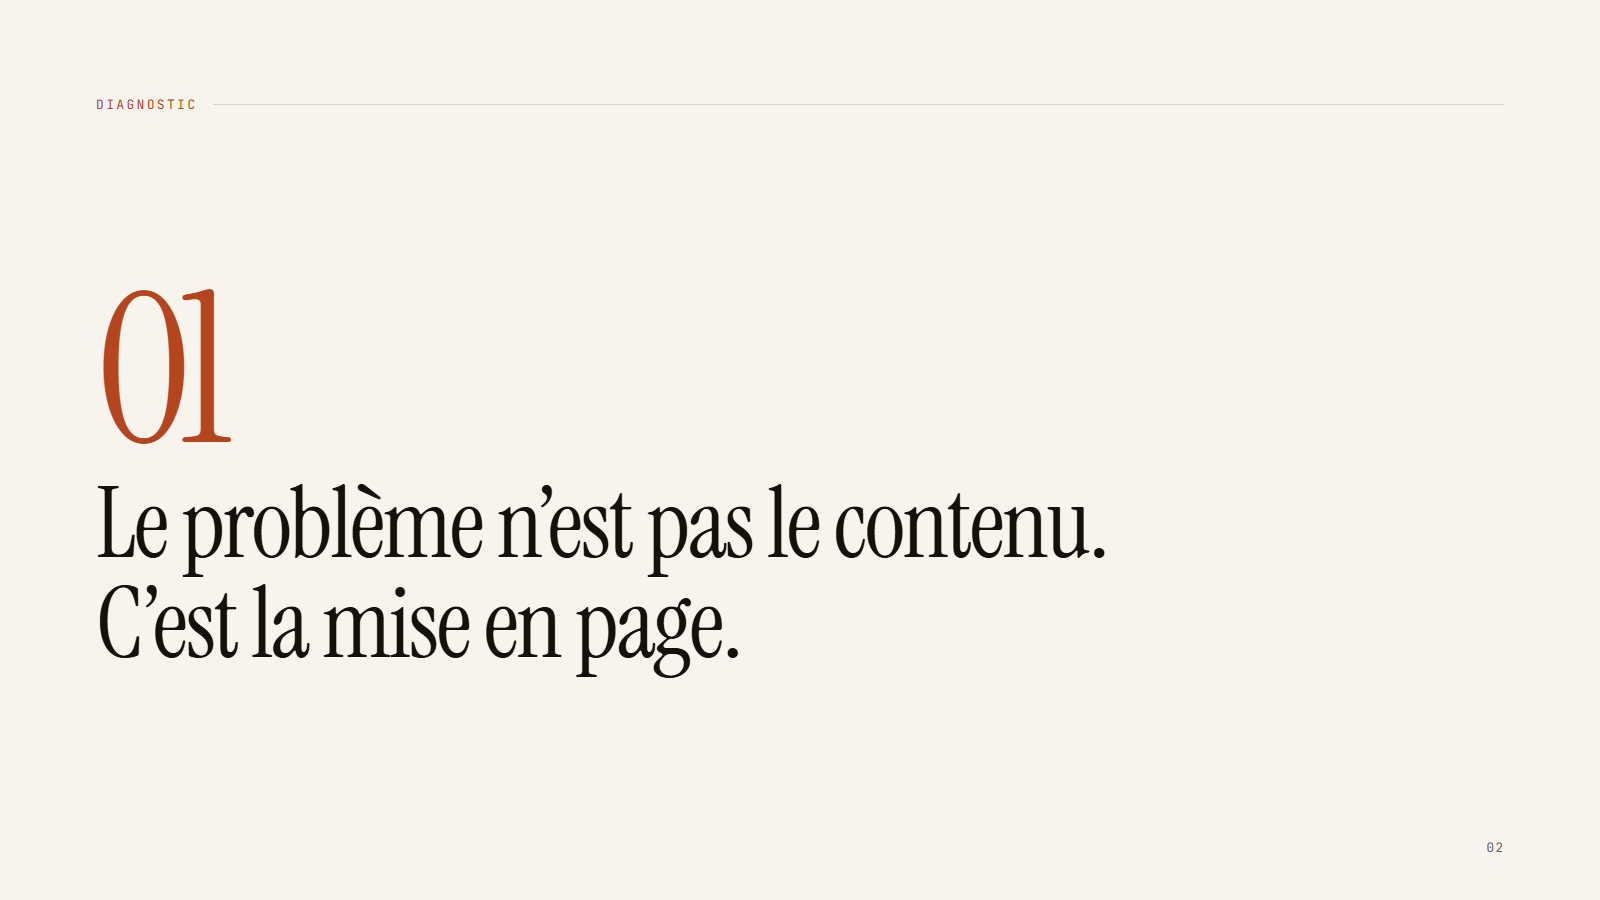 DIAGNOSTIC
01
Le problème n’est pas le contenu.
C’est la mise en page.
02